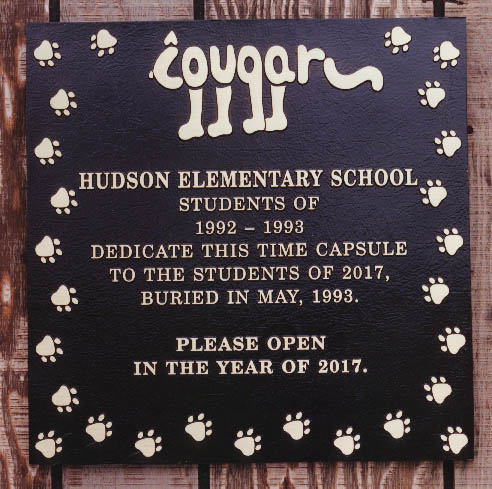 cougar
HUDSON ELEMENTARY SCHOOL
STUDENTS OF
1992 – 1993
DEDICATE THIS TIME CAPSULE
TO THE STUDENTS OF 2017,
BURIED IN MAY, 1993.
PLEASE OPEN
IN THE YEAR OF 2017.